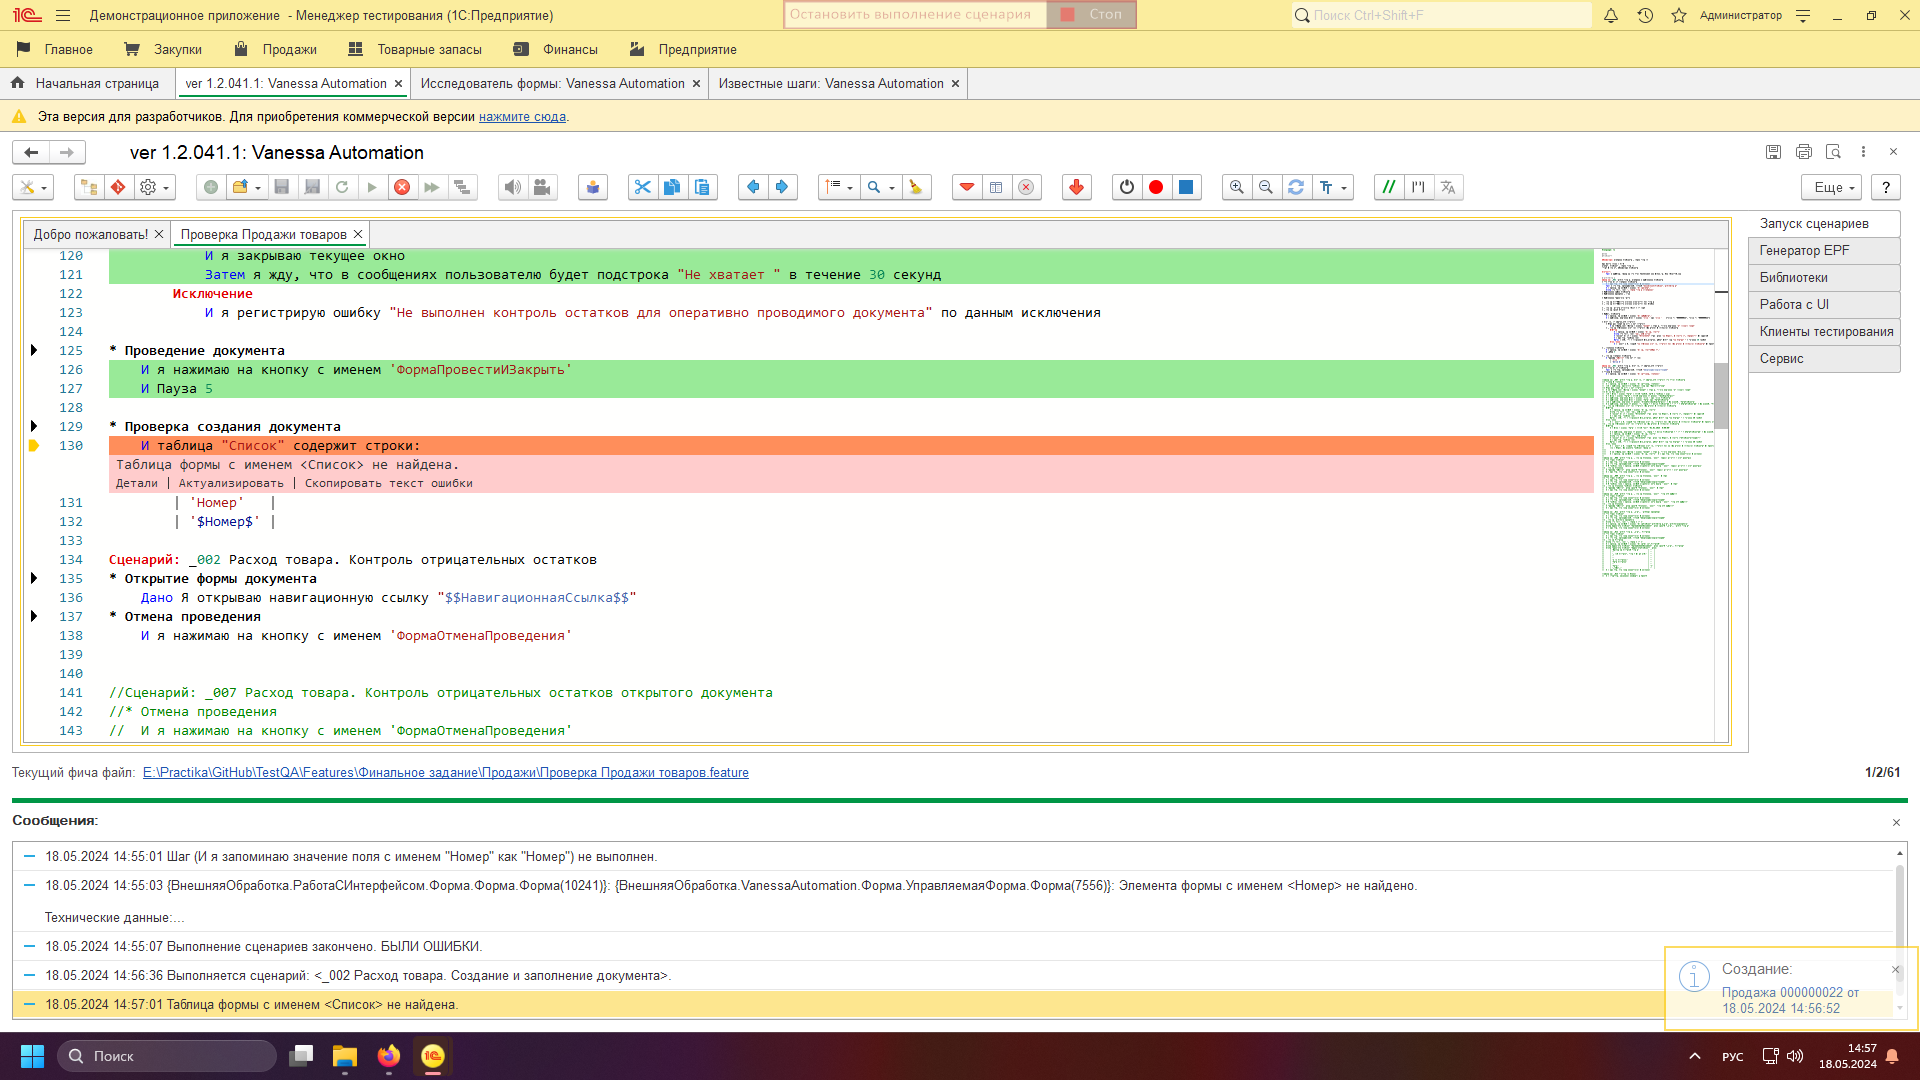 Демонстрационное приложение - Менеджер тестирования (1С:Предприятие)
Остановить выполнение сценария
Стоп
Поиск Ctrl+Shift+F
Администратор
Главное
Закупки
Продажи
Товарные запасы
Финансы
Предприятие
Начальная страница
ver 1.2.041.1: Vanessa Automation
Исследователь формы: Vanessa Automation
Известные шаги: Vanessa Automation
Эта версия для разработчиков. Для приобретения коммерческой версии нажмите сюда.
ver 1.2.041.1: Vanessa Automation
Еще
?
Добро пожаловать!
Проверка Продажи товаров
120 И я закрываю текущее окно
121 Затем я жду, что в сообщениях пользователю будет подстрока "Не хватает " в течение 30 секунд
122 Исключение
123 И я регистрирую ошибку "Не выполнен контроль остатков для оперативно проводимого документа" по данным исключения
124
125 * Проведение документа
126 И я нажимаю на кнопку с именем 'ФормаПровестиИЗакрыть'
127 И Пауза 5
128
129 * Проверка создания документа
130 И таблица "Список" содержит строки:
Таблица формы с именем <Список> не найдена.
Детали | Актуализировать | Скопировать текст ошибки
131 | 'Номер' |
132 | '$Номер$' |
133
134 Сценарий: _002 Расход товара. Контроль отрицательных остатков
135 * Открытие формы документа
136 Дано Я открываю навигационную ссылку "$$НавигационнаяСсылка$$"
137 * Отмена проведения
138 И я нажимаю на кнопку с именем 'ФормаОтменаПроведения'
139
140
141 //Сценарий: _007 Расход товара. Контроль отрицательных остатков открытого документа
142 //* Отмена проведения
143 // И я нажимаю на кнопку с именем 'ФормаОтменаПроведения'
Запуск сценариев
Генератор EPF
Библиотеки
Работа с UI
Клиенты тестирования
Сервис
Текущий фича файл: E:\Practika\GitHub\TestQA\Features\Финальное задание\Продажи\Проверка Продажи товаров.feature
1/2/61
Сообщения:
18.05.2024 14:55:01 Шаг (И я запоминаю значение поля с именем "Номер" как "Номер") не выполнен.
18.05.2024 14:55:03 {ВнешняяОбработка.РаботаСИнтерфейсом.Форма.Форма.Форма(10241)}: {ВнешняяОбработка.VanessaAutomation.Форма.УправляемаяФорма.Форма(7556)}: Элемента формы с именем <Номер> не найдено.
Технические данные:...
18.05.2024 14:55:07 Выполнение сценариев закончено. БЫЛИ ОШИБКИ.
18.05.2024 14:56:36 Выполняется сценарий: <_002 Расход товара. Создание и заполнение документа>.
18.05.2024 14:57:01 Таблица формы с именем <Список> не найдена.
Создание:
Продажа 000000022 от
18.05.2024 14:56:52
Поиск
РУС
14:57
18.05.2024